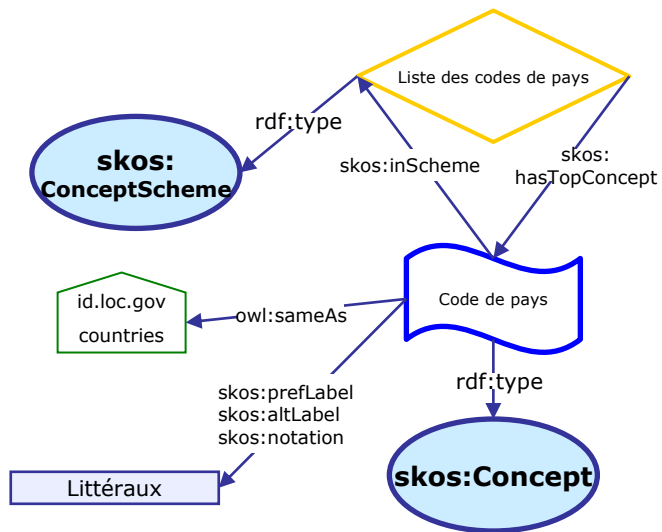 Liste des codes de pays
rdf:type
skos:
ConceptScheme
skos:inScheme
skos:
hasTopConcept
id.loc.gov
countries
owl:sameAs
Code de pays
rdf:type
skos:prefLabel
skos:altLabel
skos:notation
skos:Concept
Littéraux